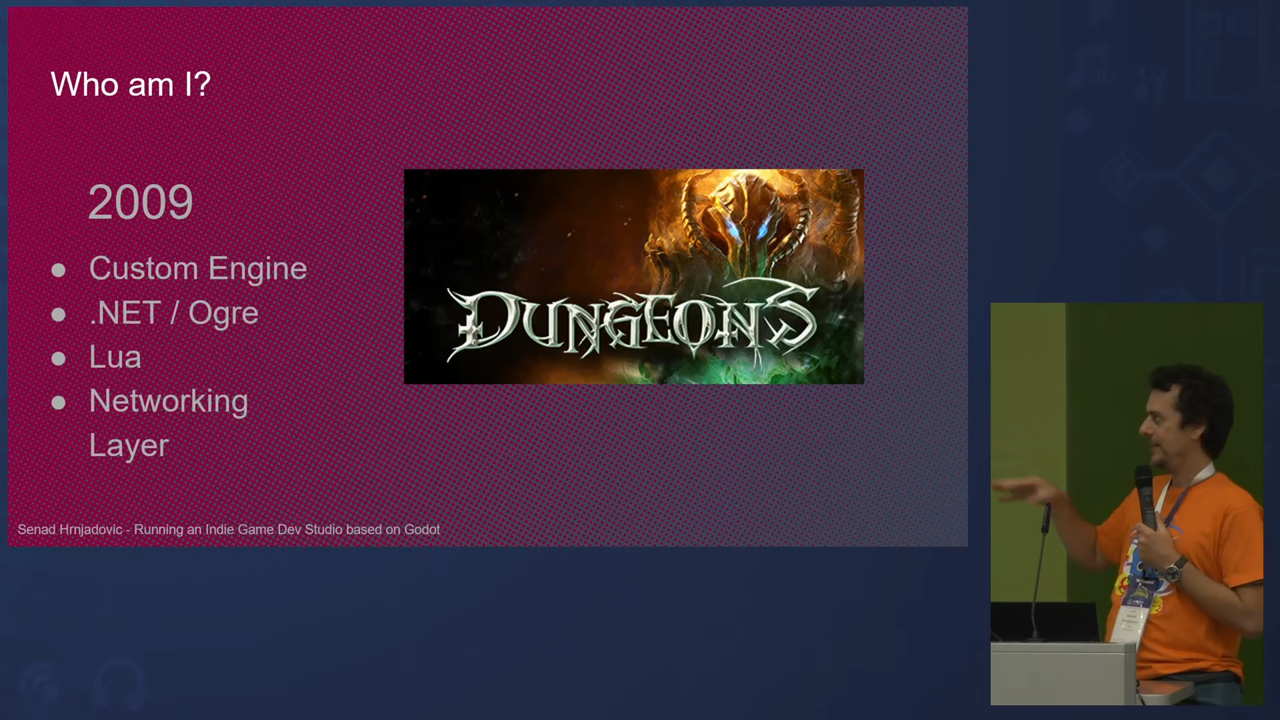 Who am I?
2009
● Custom Engine
● .NET / Ogre
● Lua
● Networking
Layer
DUNGEONS
Senad Hrnjadovic - Running an Indie Game Dev Studio based on Godot